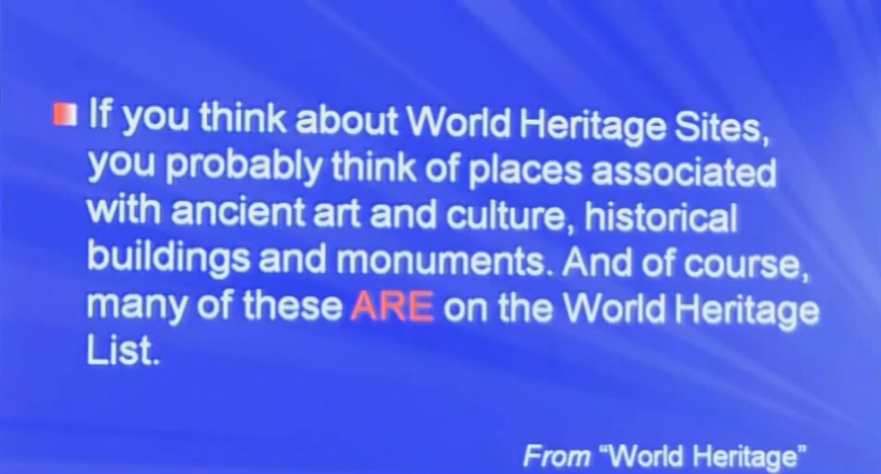 If you think about World Heritage Sites,
you probably think of places associated
with ancient art and culture, historical
buildings and monuments. And of course,
many of these ARE on the World Heritage
List.
From “World Heritage”